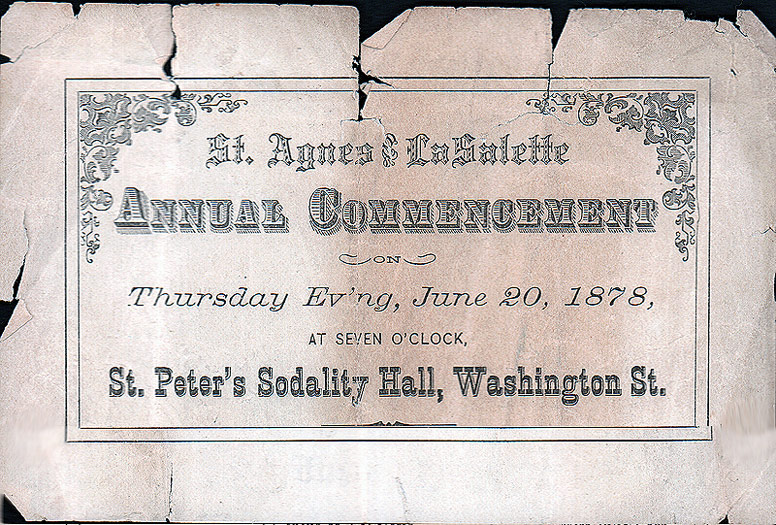 St. Agnes & LaSalette
ANNUAL COMMENCEMENT
ON
Thursday Ev'ng, June 20, 1878,
AT SEVEN O'CLOCK,
St. Peter's Sodality Hall, Washington St.